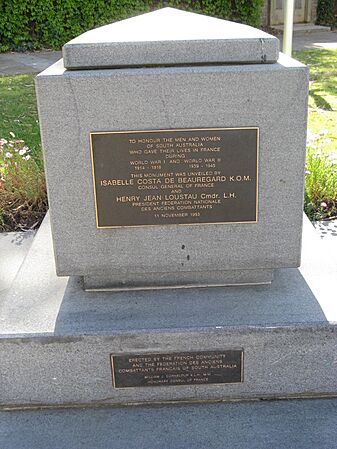 TO HONOUR THE MEN AND WOMEN
OF SOUTH AUSTRALIA
WHO GAVE THEIR LIVES IN FRANCE
DURING
WORLD WAR I AND WORLD WAR II
1914 - 1918 1939 - 1945
THIS MONUMENT WAS UNVEILED BY
ISABELLE COSTA DE BEAUREGARD K.O.M.
CONSUL GENERAL OF FRANCE
AND
HENRY JEAN LOUSTAU Cmdr. L.H.
PRESIDENT FEDERATION NATIONALE
DES ANCIENS COMBATTANTS
11 NOVEMBER 1993
ERECTED BY THE FRENCH COMMUNITY
AND THE FEDERATION DES ANCIENS
COMBATTANTS FRANCAIS OF SOUTH AUSTRALIA
WILLIAM J.
HONORARY CONSUL OF FRANCE